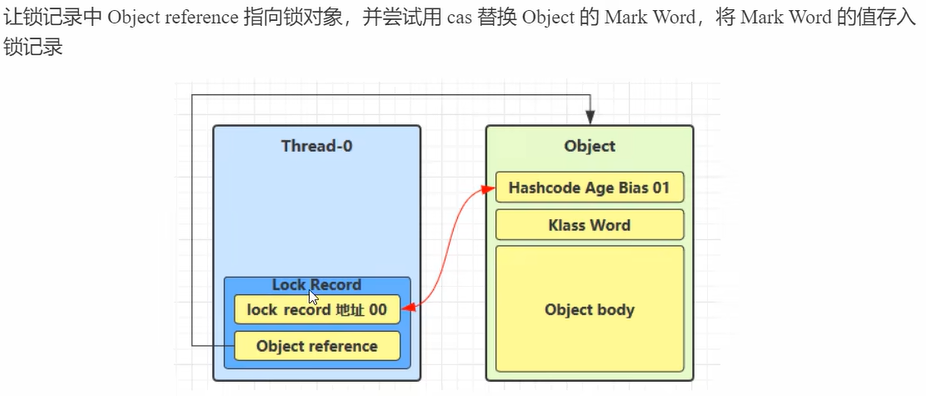 让锁记录中 Object reference 指向锁对象，并尝试用 cas 替换 Object 的 Mark Word，将 Mark Word 的值存入
锁记录
Thread-0
Object
Hashcode Age Bias 01
Klass Word
Lock Record
lock record 地址 00
Object body
Object reference